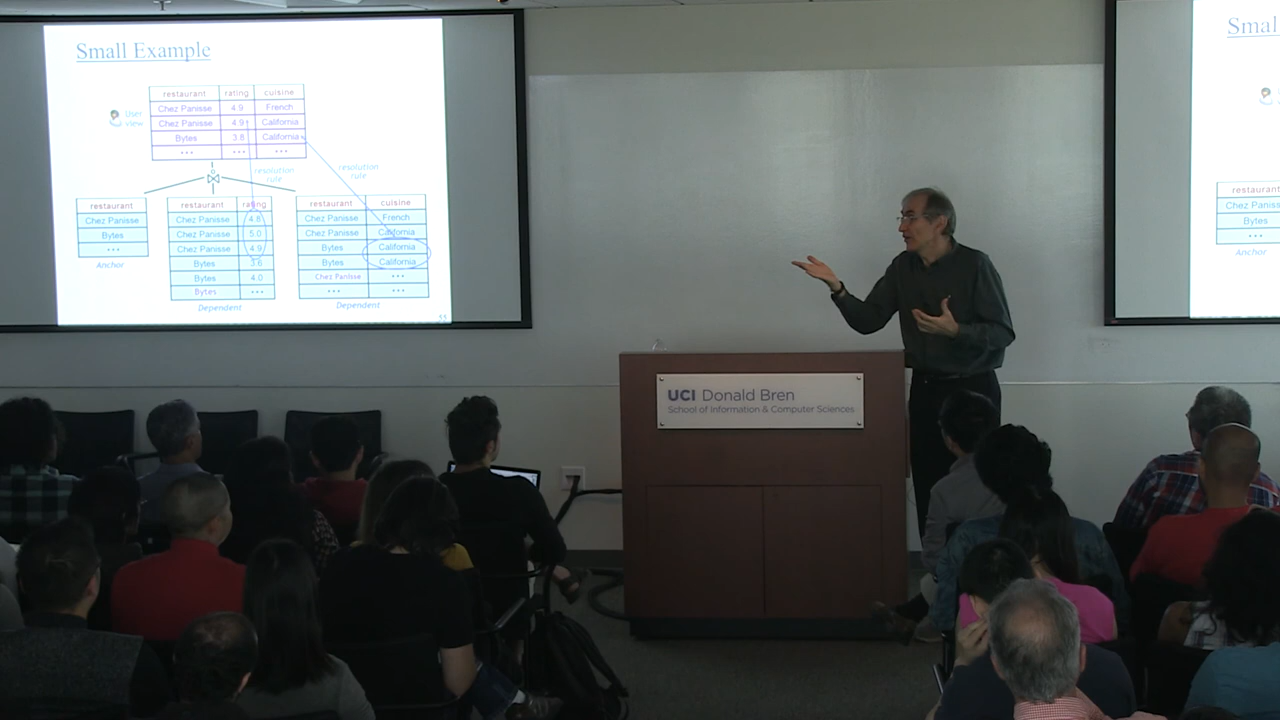 Small Example
restaurant rating cuisine
Chez Panisse 4.9 French
Chez Panisse 4.9 California
Bytes 3.8 California
• • • • • • • • •
User
view
resolution
rule
resolution
rule
restaurant
Chez Panisse
Bytes
• • •
Anchor
restaurant rating
Chez Panisse 4.8
Chez Panisse 5.0
Chez Panisse 4.9
Bytes 3.6
Bytes 4.0
Bytes • • •
Dependent
restaurant cuisine
Chez Panisse French
Chez Panisse California
Bytes California
Bytes California
Chez Panisse • • •
• • • • • •
Dependent
55
UCI Donald Bren
School of Information & Computer Sciences
Smal
restaurant
Chez Paniss
Bytes
• • •
Anchor